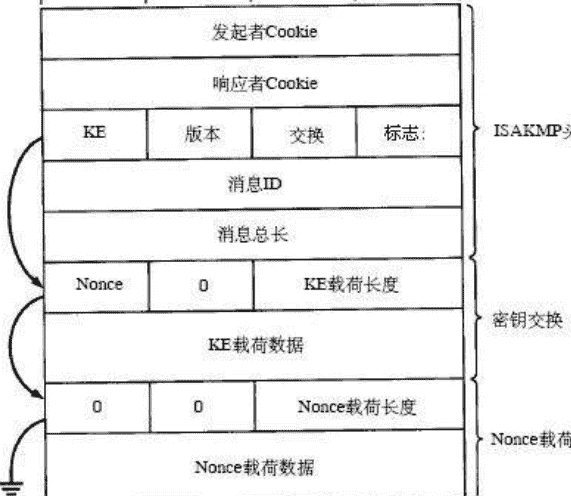 发起者Cookie
响应者Cookie
KE 版本 交换 标志:
ISAKMP头
消息ID
消息总长
Nonce 0 KE载荷长度
密钥交换
KE载荷数据
0 0 Nonce载荷长度
Nonce载荷
Nonce载荷数据